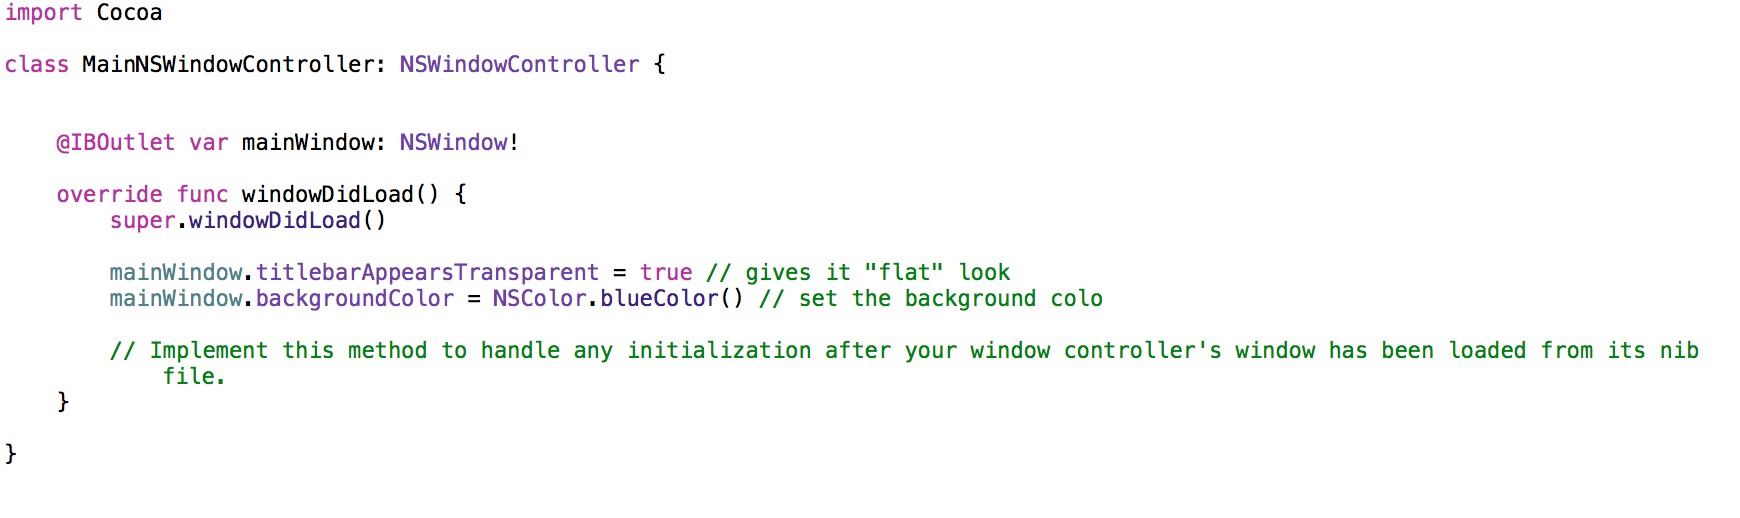 import Cocoa
class MainNSWindowController: NSWindowController {
@IBOutlet var mainWindow: NSWindow!
override func windowDidLoad() {
super.windowDidLoad()
mainWindow.titlebarAppearsTransparent = true // gives it "flat" look
mainWindow.backgroundColor = NSColor.blueColor() // set the background colo
// Implement this method to handle any initialization after your window controller's window has been loaded from its nib
file.
}
}